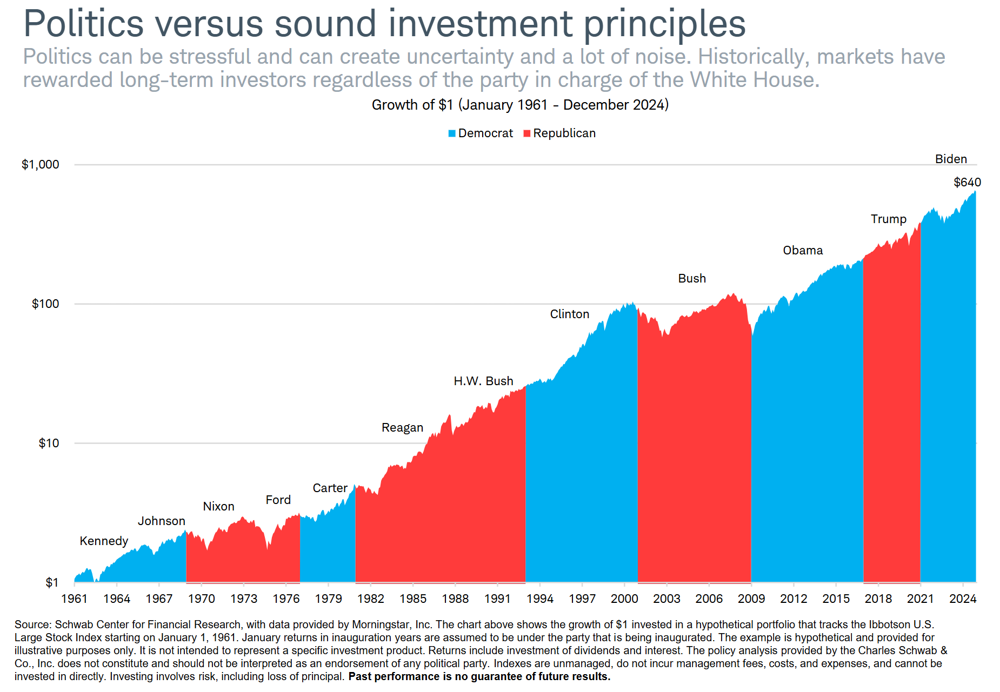 Politics versus sound investment principles
Politics can be stressful and can create uncertainty and a lot of noise. Historically, markets have
rewarded long-term investors regardless of the party in charge of the White House.
Growth of $1 (January 1961 - December 2024)
Democrat Republican
Biden
$1,000
$640
Trump
Obama
Bush
$100
Clinton
H.W. Bush
Reagan
$10
Carter
Ford
Nixon
Johnson
Kennedy
$1
1961 1964 1967 1970 1973 1976 1979 1982 1985 1988 1991 1994 1997 2000 2003 2006 2009 2012 2015 2018 2021 2024
Source: Schwab Center for Financial Research, with data provided by Morningstar, Inc. The chart above shows the growth of $1 invested in a hypothetical portfolio that tracks the Ibbotson U.S.
Large Stock Index starting on January 1, 1961. January returns in inauguration years are assumed to be under the party that is being inaugurated. The example is hypothetical and provided for
illustrative purposes only. It is not intended to represent a specific investment product. Returns include investment of dividends and interest. The policy analysis provided by the Charles Schwab &
Co., Inc. does not constitute and should not be interpreted as an endorsement of any political party. Indexes are unmanaged, do not incur management fees, costs, and expenses, and cannot be
invested in directly. Investing involves risk, including loss of principal. Past performance is no guarantee of future results.